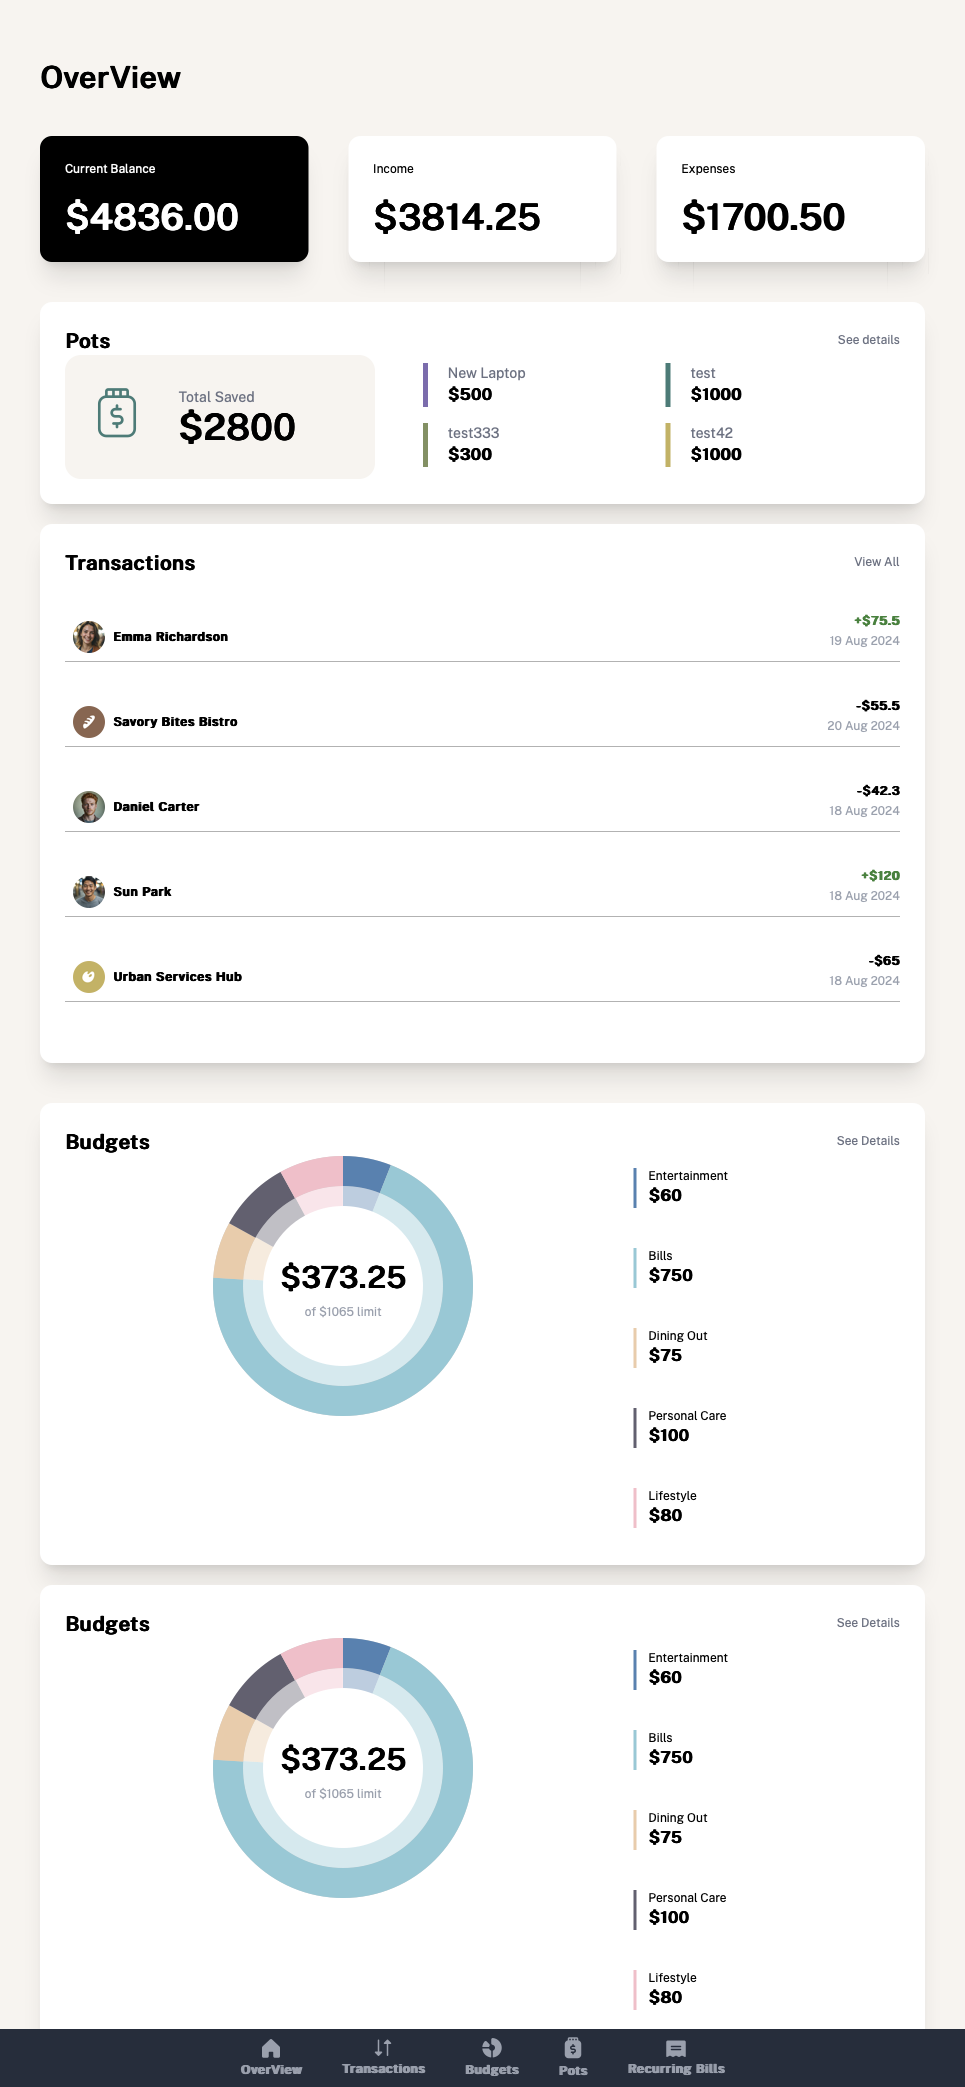 OverView
Current Balance
$4836.00
Income
$3814.25
Expenses
$1700.50
Pots
See details
Total Saved
$2800
New Laptop
$500
test
$1000
test333
$300
test42
$1000
Transactions
View All
Emma Richardson
+$75.5
19 Aug 2024
Savory Bites Bistro
-$55.5
20 Aug 2024
Daniel Carter
-$42.3
18 Aug 2024
Sun Park
+$120
18 Aug 2024
Urban Services Hub
-$65
18 Aug 2024
Budgets
See Details
$373.25
of $1065 limit
Entertainment
$60
Bills
$750
Dining Out
$75
Personal Care
$100
Lifestyle
$80
Budgets
See Details
$373.25
of $1065 limit
Entertainment
$60
Bills
$750
Dining Out
$75
Personal Care
$100
Lifestyle
$80
OverView
Transactions
Budgets
Pots
Recurring Bills